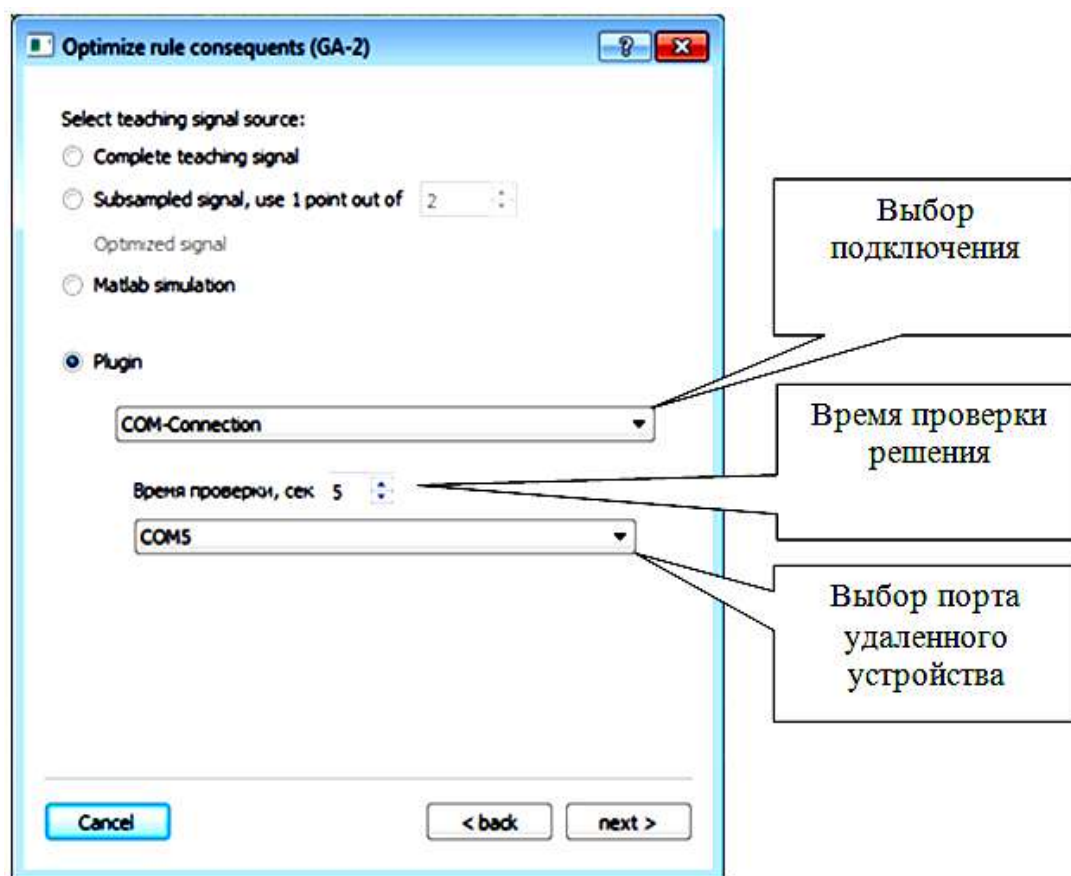 Optimize rule consequents (GA-2)
Select teaching signal source:
Complete teaching signal
Subsampled signal, use 1 point out of 2
Optimized signal
Matlab simulation
Plugin
COM-Connection
Время проверки, сек 5
COM5
Cancel
< back
next >
Выбор
подключения
Время проверки
решения
Выбор порта
удаленного
устройства